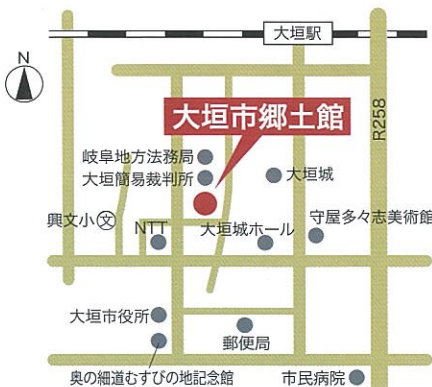 大垣駅
N
R258
大垣市郷土館
岐阜地方法務局
大垣簡易裁判所
大垣城
興文小
文
NTT
大垣城ホール
守屋多々志美術館
大垣市役所
郵便局
奥の細道むすびの地記念館
市民病院